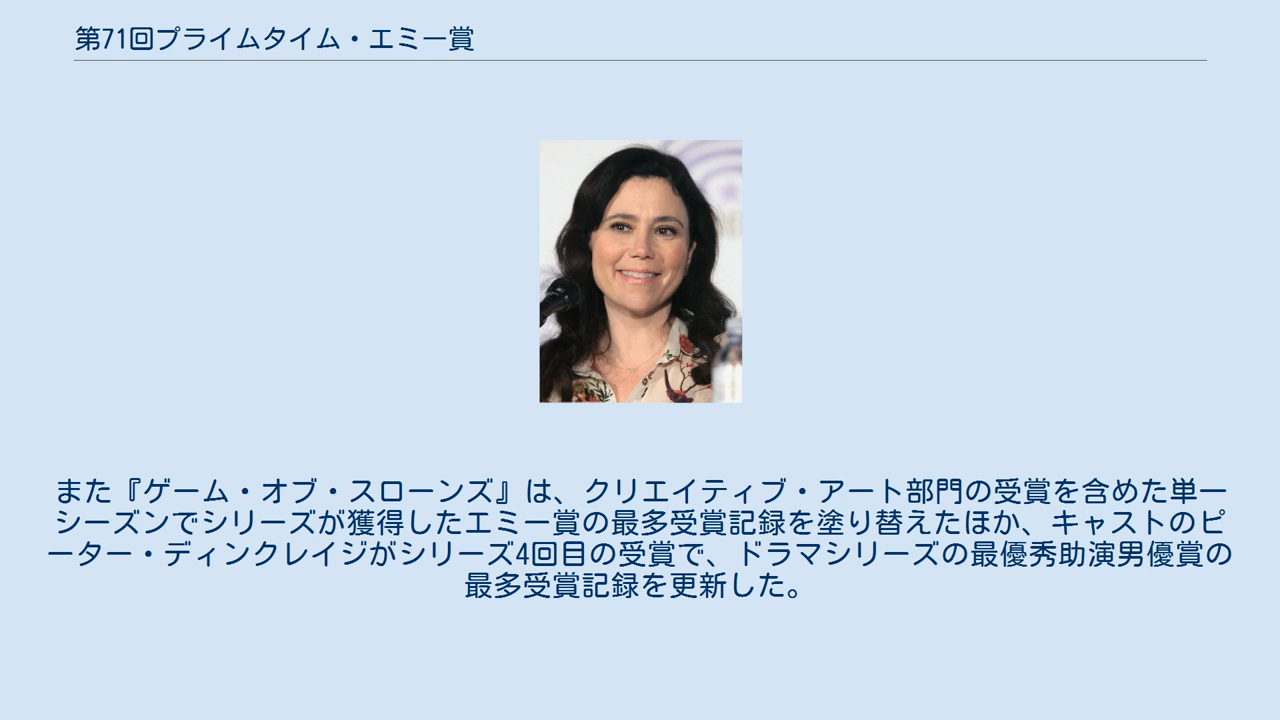 第71回プライムタイム・エミー賞
また『ゲーム・オブ・スローンズ』は、クリエイティブ・アート部門の受賞を含めた単一
シーズンでシリーズが獲得したエミー賞の最多受賞記録を塗り替えたほか、キャストのピ
ーター・ディンクレイジがシリーズ4回目の受賞で、ドラマシリーズの最優秀助演男優賞の
最多受賞記録を更新した。